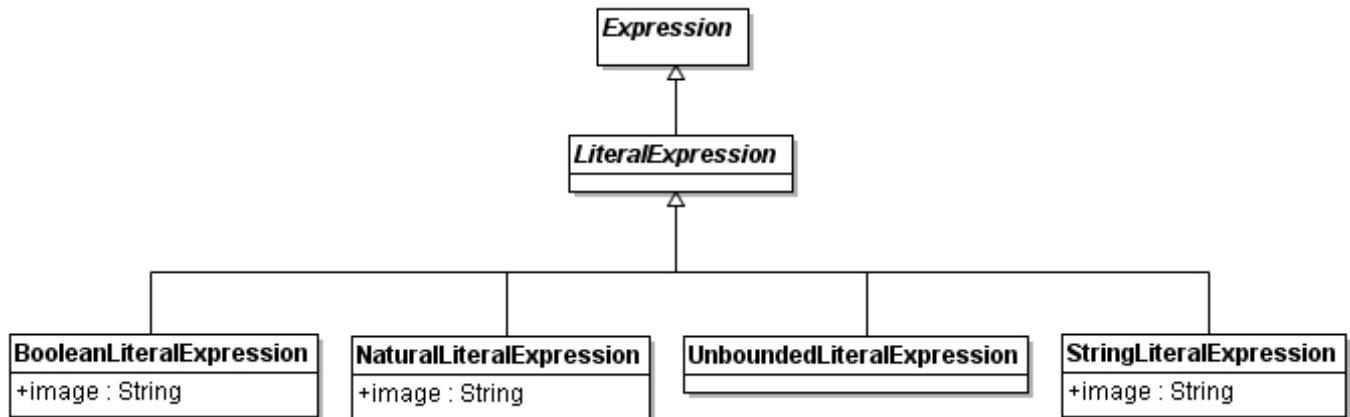 Expression
LiteralExpression
BooleanLiteralExpression
+image : String
NaturalLiteralExpression
+image : String
UnboundedLiteralExpression
StringLiteralExpression
+image : String